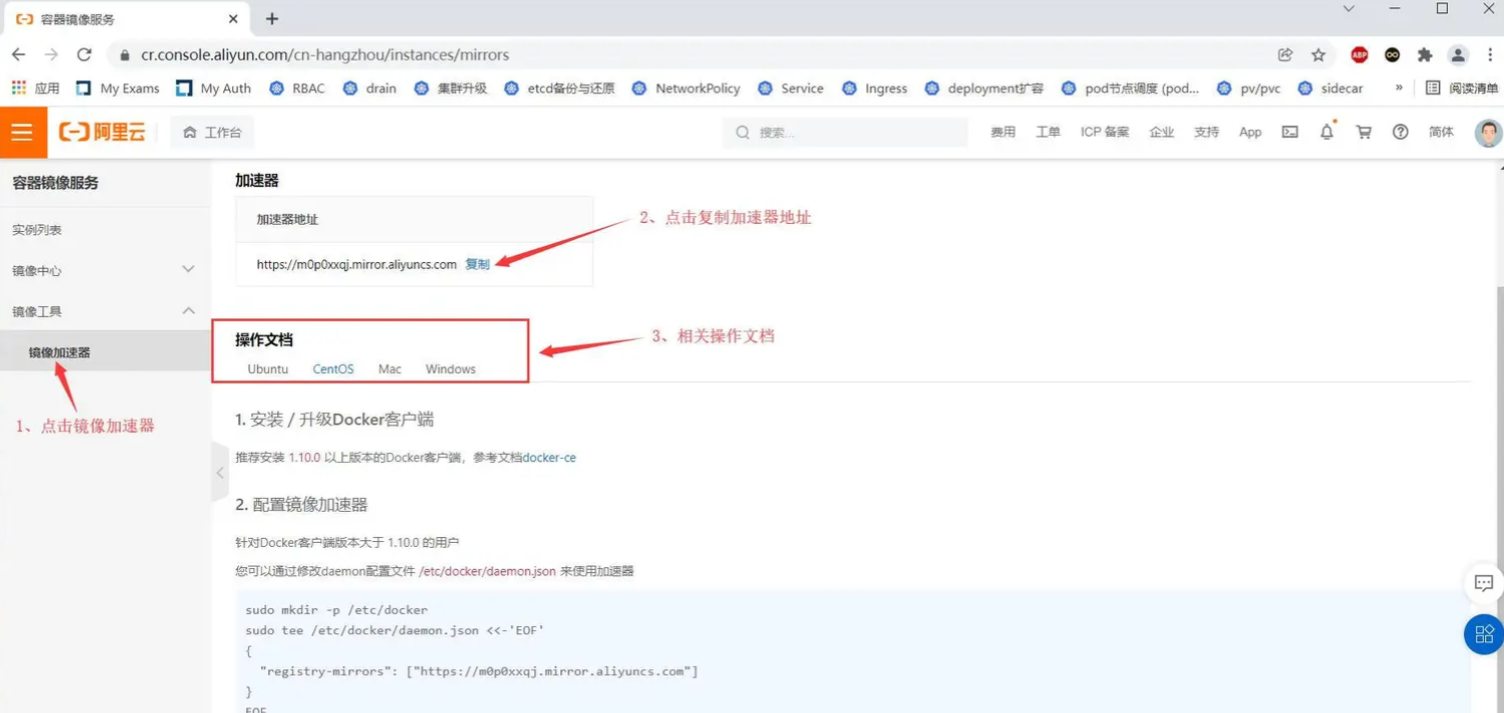 容器镜像服务
cr.console.aliyun.com/cn-hangzhou/instances/mirrors
ABP
应用 My Exams My Auth RBAC drain 集群升级 etcd备份与还原 NetworkPolicy Service Ingress deployment扩容 pod节点调度 (pod... pv/pvc sidecar » 阅读清单
阿里云 工作台 搜索... 费用 工单 ICP 备案 企业 支持 App 简体
容器镜像服务
实例列表
镜像中心
镜像工具
镜像加速器
1、点击镜像加速器
加速器
加速器地址
https://m0p0xxqj.mirror.aliyuncs.com 复制
2、点击复制加速器地址
操作文档
Ubuntu CentOS Mac Windows
3、相关操作文档
1. 安装 / 升级Docker客户端
推荐安装 1.10.0 以上版本的Docker客户端，参考文档docker-ce
2. 配置镜像加速器
针对Docker客户端版本大于 1.10.0 的用户
您可以通过修改daemon配置文件 /etc/docker/daemon.json 来使用加速器
sudo mkdir -p /etc/docker
sudo tee /etc/docker/daemon.json <<-'EOF'
{
"registry-mirrors": ["https://m0p0xxqj.mirror.aliyuncs.com"]
}
EOF